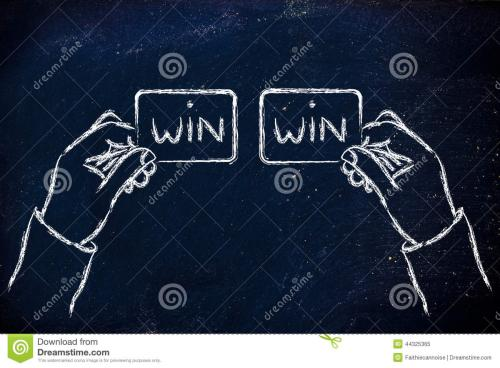 WIN WIN
dreamstime
Download from
Dreamstime.com
This watermarked comp image is for previewing purposes only.
44325365
Faithiecannoise | Dreamstime.com